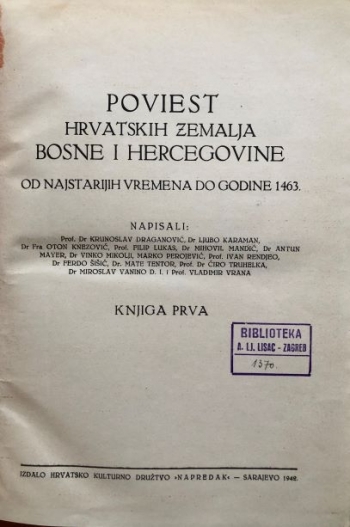 POVIEST
HRVATSKIH ZEMALJA
BOSNE I HERCEGOVINE
OD NAJSTARIJIH VREMENA DO GODINE 1463.
NAPISALI:
Prof. Dr KRUNOSLAV DRAGANOVIĆ, Dr LJUBO KARAMAN,
Dr Fra OTON KNEZOVIĆ, Prof. FILIP LUKAS, Dr MIHOVIL MANDIĆ, Dr ANTUN
MAYER, Dr VINKO MIKOLJI, MARKO PEROJEVIĆ, Prof. IVAN RENDJEO,
Dr FERDO ŠIŠIĆ, Dr. MATE TENTOR, Prof. Dr ĆIRO TRUHELKA,
Dr MIROSLAV VANINO D. I. i Prof. VLADIMIR VRANA
KNJIGA PRVA
BIBLIOTEKA
A. LJ. LISAC - ZAGREB
1370.
IZDALO HRVATSKO KULTURNO DRUŠTVO »NAPREDAK« — SARAJEVO 1942.